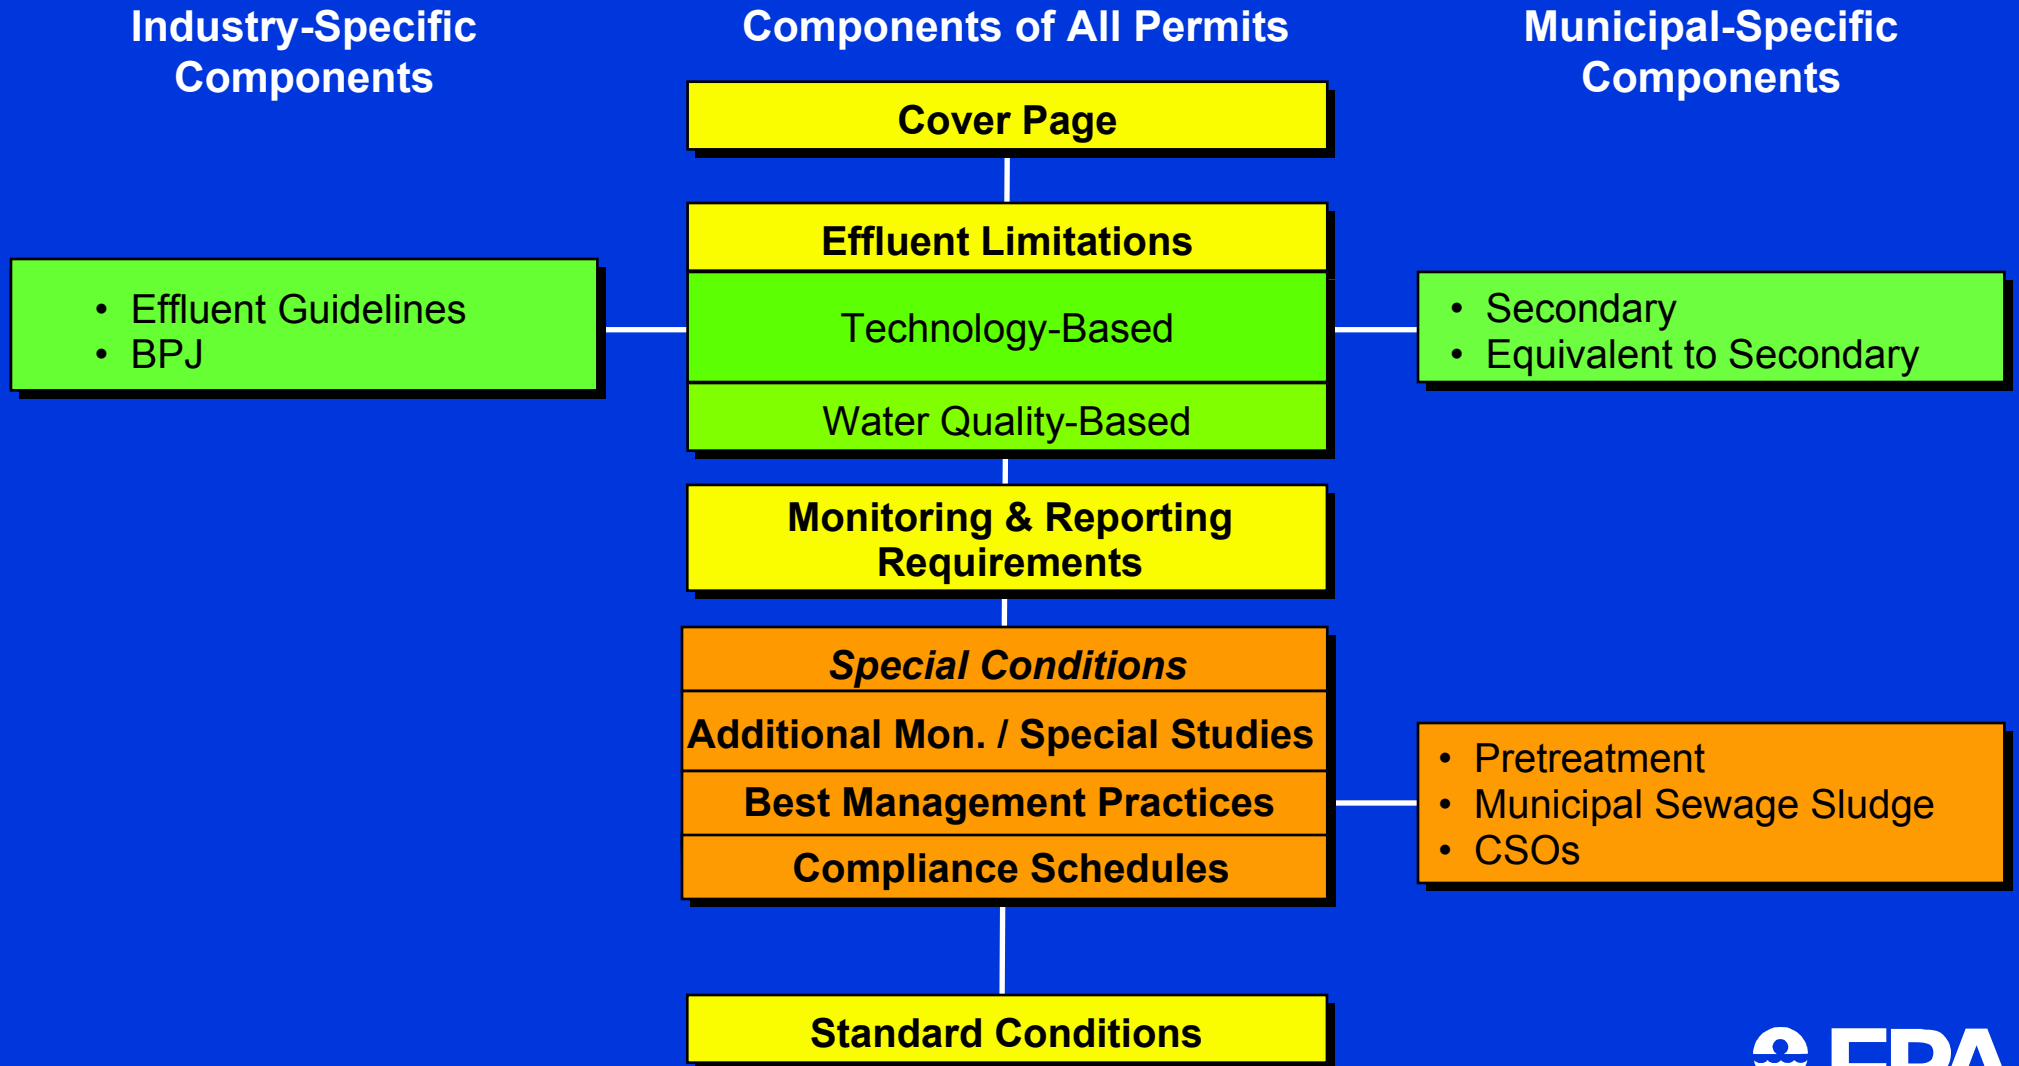 Industry-Specific
Components
Components of All Permits
Municipal-Specific
Components
Cover Page
Effluent Limitations
Technology-Based
Water Quality-Based
• Effluent Guidelines
• BPJ
• Secondary
• Equivalent to Secondary
Monitoring & Reporting
Requirements
Special Conditions
Additional Mon. / Special Studies
Best Management Practices
Compliance Schedules
• Pretreatment
• Municipal Sewage Sludge
• CSOs
Standard Conditions
EPA